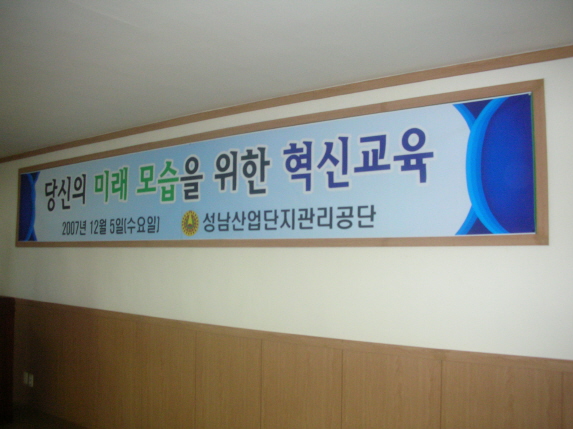 당신의 미래 모습을 위한 혁신교육
2007년 12월 5일(수요일) 성남산업단지관리공단